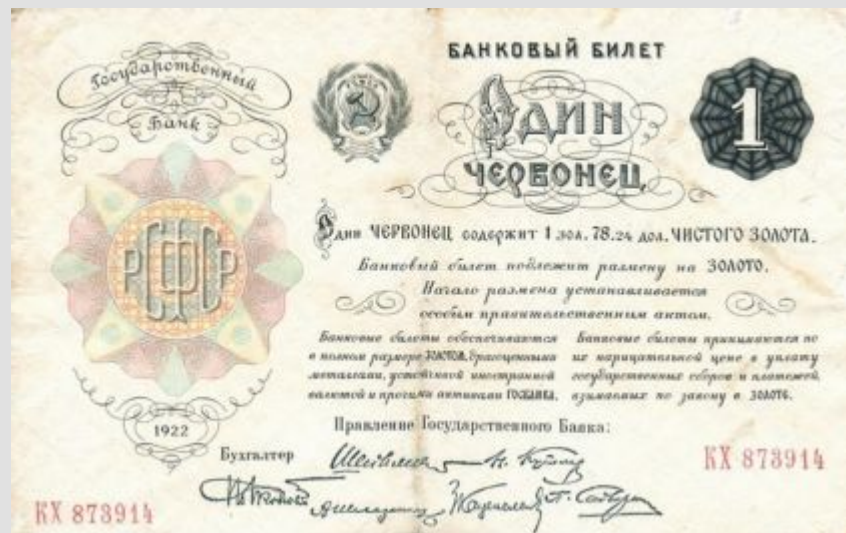 Государственный
Банк
БАНКОВЫЙ БИЛЕТ
ОДИН
ЧЕРВОНЕЦ
1
РСФСР
Один ЧЕРВОНЕЦ содержит 1 зол. 78.24 дол. ЧИСТОГО ЗОЛОТА.
Банковый билет подлежит размену на ЗОЛОТО.
Начало размена устанавливается
особым правительственным актом.
Банковые билеты обеспечиваются
в полном размере ЗОЛОТОМ, драгоценными
металлами, устойчивой иностранной
валютой и прочими активами ГОСБАНКА.
Банковые билеты принимаются по
их нарицательной цене в уплату
государственных сборов и платежей,
взимаемых по закону в ЗОЛОТЕ.
1922
Правление Государственного Банка:
Бухгалтер
КХ 873914
КХ 873914